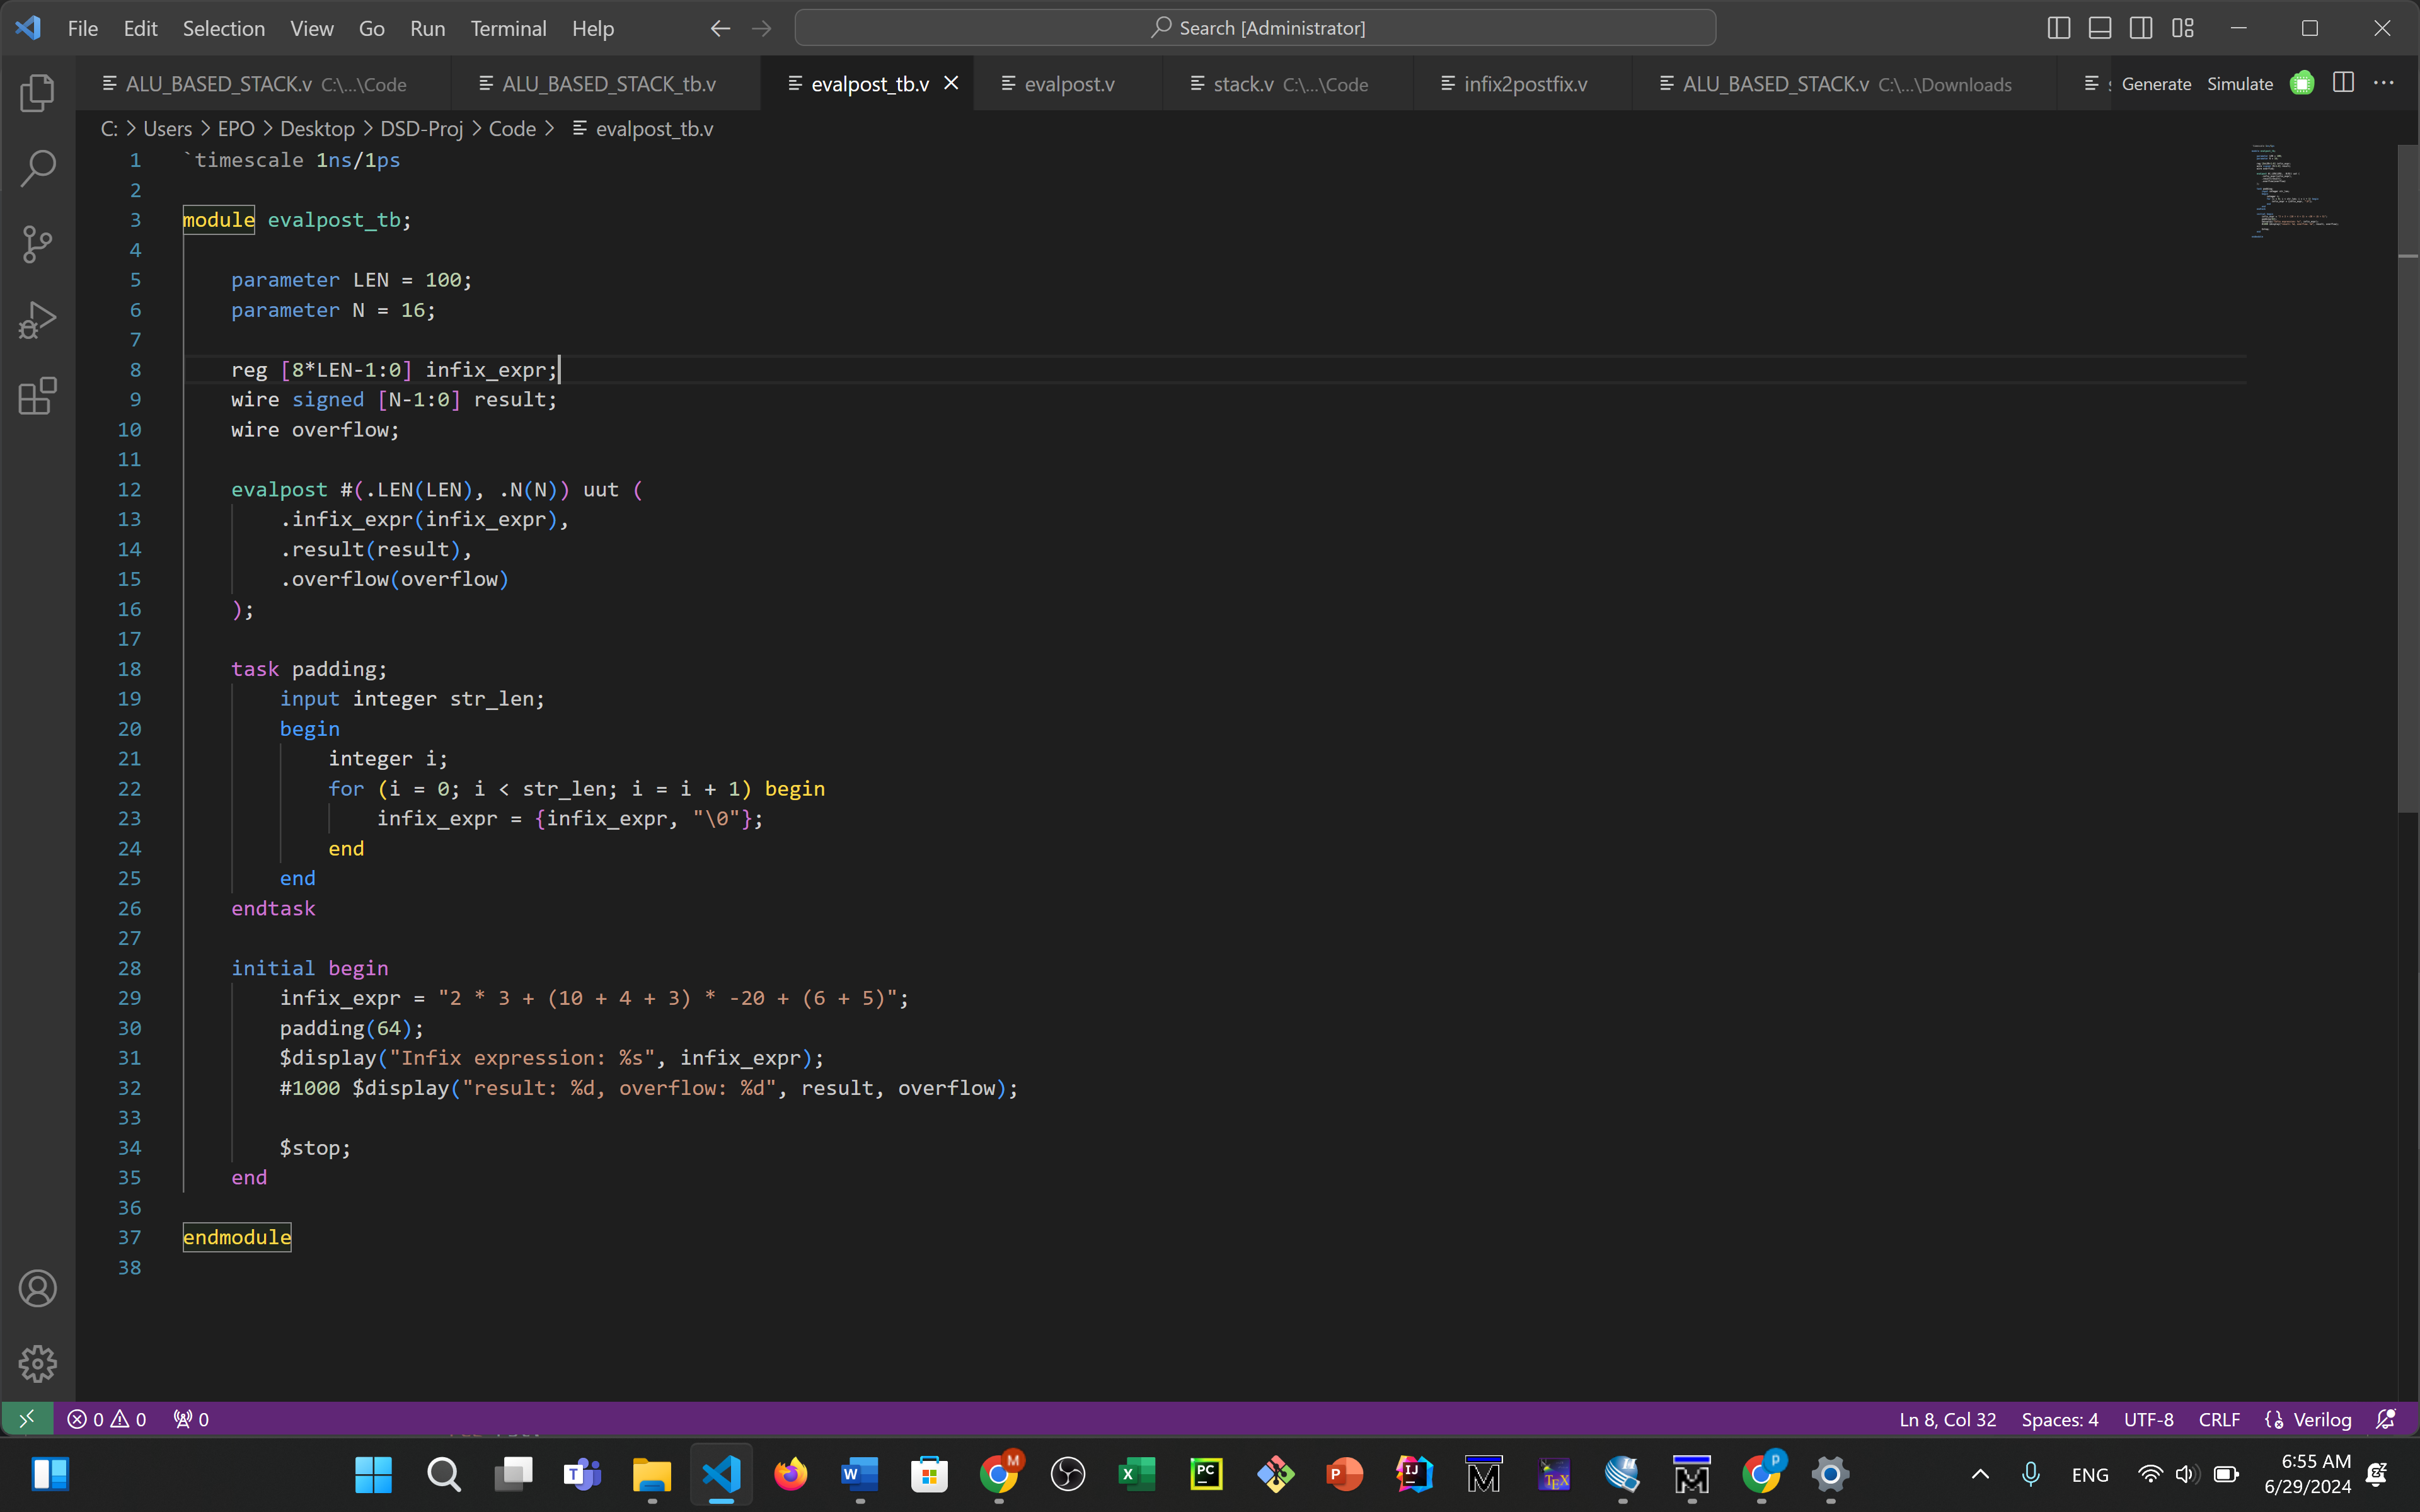 File Edit Selection View Go Run Terminal Help Search [Administrator]
ALU_BASED_STACK.v C:\...\Code ALU_BASED_STACK_tb.v evalpost_tb.v evalpost.v stack.v C:\...\Code infix2postfix.v ALU_BASED_STACK.v C:\...\Downloads Generate Simulate
C: > Users > EPO > Desktop > DSD-Proj > Code > evalpost_tb.v
1 `timescale 1ns/1ps
2
3 module evalpost_tb;
4
5 parameter LEN = 100;
6 parameter N = 16;
7
8 reg [8*LEN-1:0] infix_expr;
9 wire signed [N-1:0] result;
10 wire overflow;
11
12 evalpost #(.LEN(LEN), .N(N)) uut (
13 .infix_expr(infix_expr),
14 .result(result),
15 .overflow(overflow)
16 );
17
18 task padding;
19 input integer str_len;
20 begin
21 integer i;
22 for (i = 0; i < str_len; i = i + 1) begin
23 infix_expr = {infix_expr, "\0"};
24 end
25 end
26 endtask
27
28 initial begin
29 infix_expr = "2 * 3 + (10 + 4 + 3) * -20 + (6 + 5)";
30 padding(64);
31 $display("Infix expression: %s", infix_expr);
32 #1000 $display("result: %d, overflow: %d", result, overflow);
33
34 $stop;
35 end
36
37 endmodule
38
0 0 0 Ln 8, Col 32 Spaces: 4 UTF-8 CRLF Verilog
ENG 6:55 AM
6/29/2024